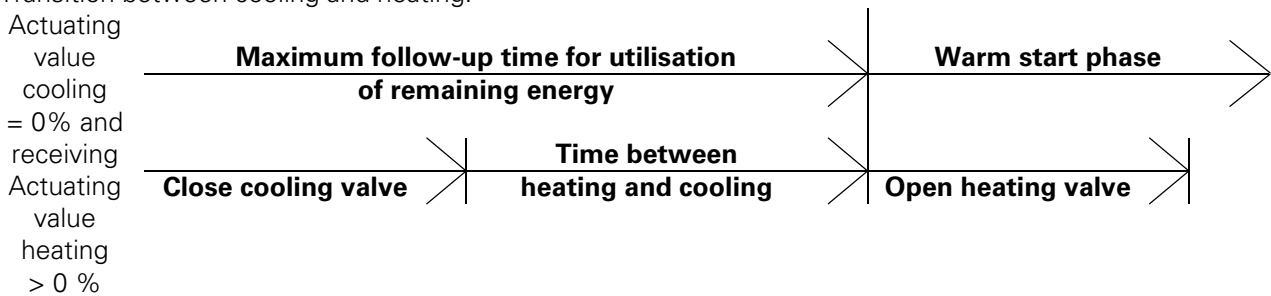 Transition between cooling and heating:
Actuating
value
cooling
= 0% and
receiving
Actuating
value
heating
> 0 %
Maximum follow-up time for utilisation
of remaining energy
Warm start phase
Close cooling valve
Time between
heating and cooling
Open heating valve